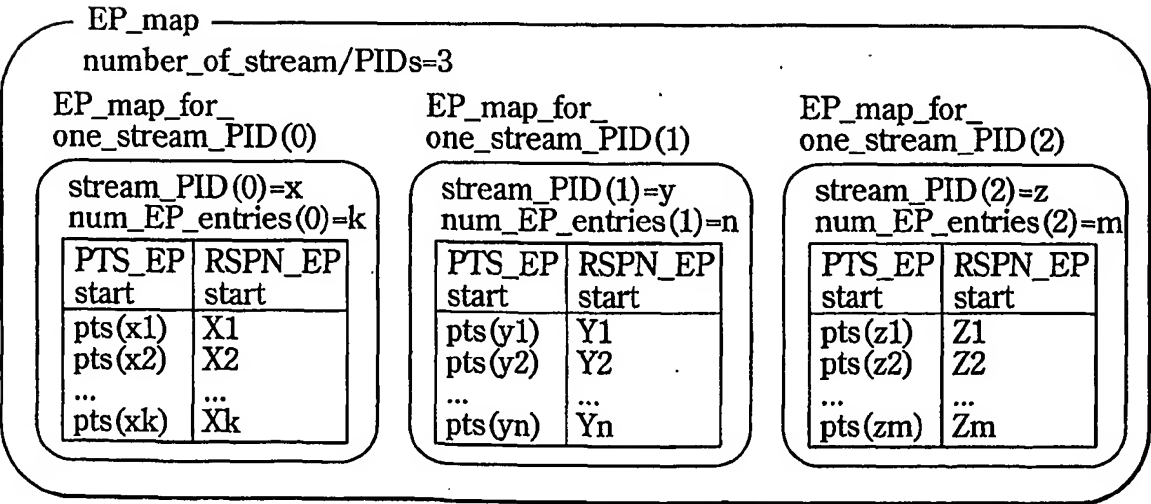 EP_map
number_of_stream/PIDs=3
EP_map_for_
one_stream_PID(0)
stream_PID(0)=x
num_EP_entries(0)=k
PTS_EP RSPN_EP
start start
pts(x1) X1
pts(x2) X2
... ...
pts(xk) Xk
EP_map_for_
one_stream_PID(1)
stream_PID(1)=y
num_EP_entries(1)=n
PTS_EP RSPN_EP
start start
pts(y1) Y1
pts(y2) Y2
... ...
pts(yn) Yn
EP_map_for_
one_stream_PID(2)
stream_PID(2)=z
num_EP_entries(2)=m
PTS_EP RSPN_EP
start start
pts(z1) Z1
pts(z2) Z2
... ...
pts(zm) Zm